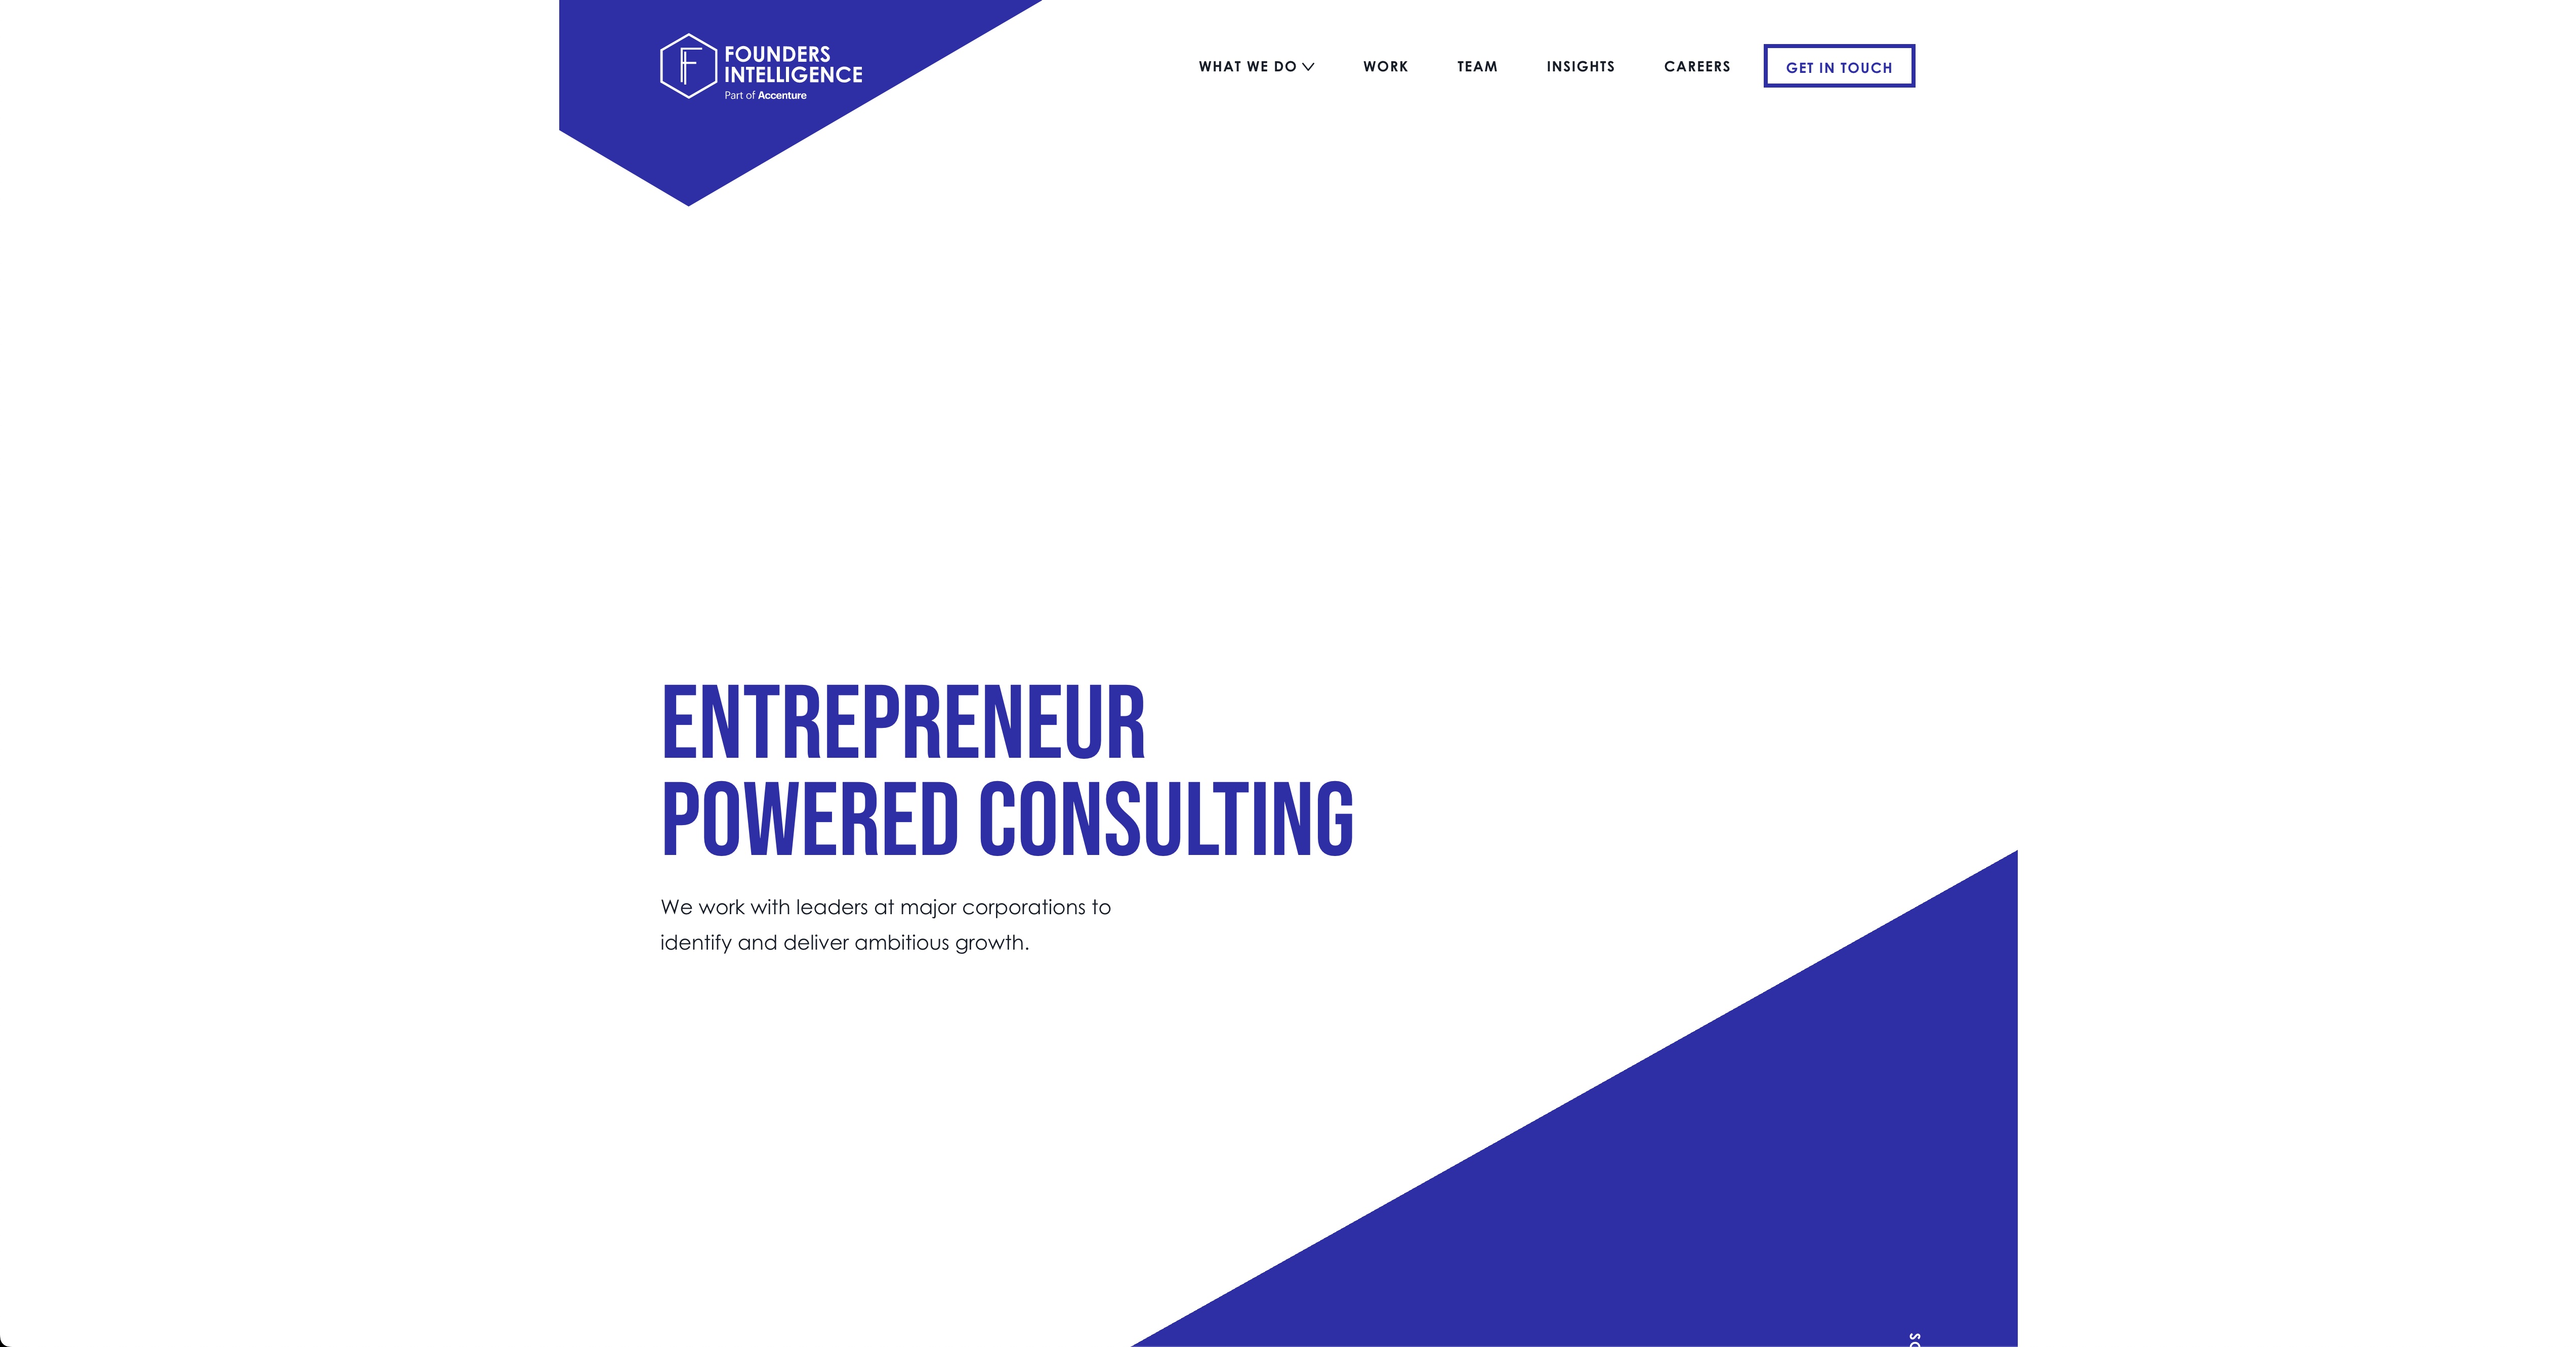 FOUNDERS
INTELLIGENCE
Part of Accenture
WHAT WE DO
WORK
TEAM
INSIGHTS
CAREERS
GET IN TOUCH
ENTREPRENEUR
POWERED CONSULTING
We work with leaders at major corporations to
identify and deliver ambitious growth.